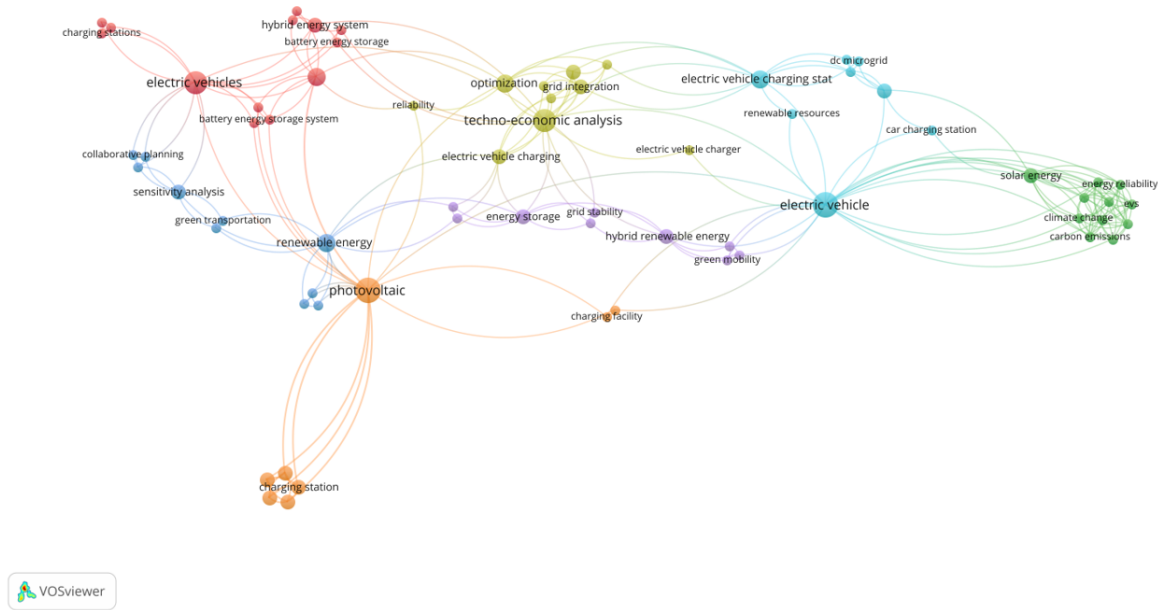 hybrid energy system
charging stations
battery energy storage
dc microgrid
electric vehicles
optimization
grid integration
electric vehicle charging stat
reliability
renewable resources
battery energy storage system
techno-economic analysis
car charging station
collaborative planning
electric vehicle charging
electric vehicle charger
solar energy
energy reliability
sensitivity analysis
electric vehicle
evs
green transportation
energy storage
grid stability
climate change
renewable energy
hybrid renewable energy
carbon emissions
green mobility
photovoltaic
charging facility
charging station
VOSviewer